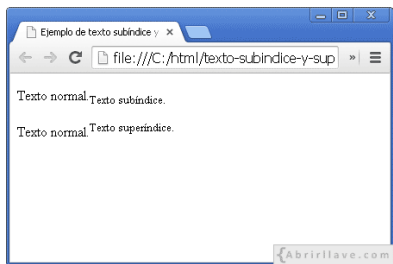 Ejemplo de texto subíndice y
file:///C:/html/texto-subindice-y-sup
Texto normal.Texto subíndice.
Texto normal.Texto superíndice.
{Abrirllave.com